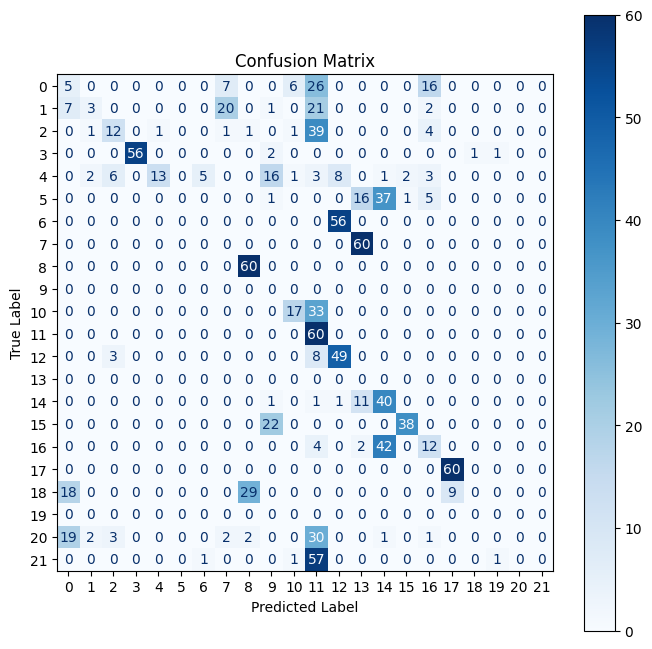 Confusion Matrix
0 5 0 0 0 0 0 0 7 0 0 6 26 0 0 0 0 16 0 0 0 0 0
1 7 3 0 0 0 0 0 20 0 1 0 21 0 0 0 0 2 0 0 0 0 0
2 0 1 12 0 1 0 0 1 1 0 1 39 0 0 0 0 4 0 0 0 0 0
3 0 0 0 56 0 0 0 0 0 2 0 0 0 0 0 0 0 0 1 1 0 0
4 0 2 6 0 13 0 5 0 0 16 1 3 8 0 1 2 3 0 0 0 0 0
5 0 0 0 0 0 0 0 0 0 1 0 0 0 16 37 1 5 0 0 0 0 0
6 0 0 0 0 0 0 0 0 0 0 0 0 56 0 0 0 0 0 0 0 0 0
7 0 0 0 0 0 0 0 0 0 0 0 0 0 60 0 0 0 0 0 0 0 0
8 0 0 0 0 0 0 0 0 60 0 0 0 0 0 0 0 0 0 0 0 0 0
9 0 0 0 0 0 0 0 0 0 0 0 0 0 0 0 0 0 0 0 0 0 0
10 0 0 0 0 0 0 0 0 0 0 17 33 0 0 0 0 0 0 0 0 0 0
11 0 0 0 0 0 0 0 0 0 0 0 60 0 0 0 0 0 0 0 0 0 0
12 0 0 3 0 0 0 0 0 0 0 0 8 49 0 0 0 0 0 0 0 0 0
13 0 0 0 0 0 0 0 0 0 0 0 0 0 0 0 0 0 0 0 0 0 0
14 0 0 0 0 0 0 0 0 0 1 0 1 1 11 40 0 0 0 0 0 0 0
15 0 0 0 0 0 0 0 0 0 22 0 0 0 0 0 38 0 0 0 0 0 0
16 0 0 0 0 0 0 0 0 0 0 0 4 0 2 42 0 12 0 0 0 0 0
17 0 0 0 0 0 0 0 0 0 0 0 0 0 0 0 0 0 60 0 0 0 0
18 18 0 0 0 0 0 0 0 29 0 0 0 0 0 0 0 0 9 0 0 0 0
19 0 0 0 0 0 0 0 0 0 0 0 0 0 0 0 0 0 0 0 0 0 0
20 19 2 3 0 0 0 0 2 2 0 0 30 0 0 1 0 1 0 0 0 0 0
21 0 0 0 0 0 0 1 0 0 0 1 57 0 0 0 0 0 0 0 1 0 0
0 1 2 3 4 5 6 7 8 9 10 11 12 13 14 15 16 17 18 19 20 21
Predicted Label
True Label
60
50
40
30
20
10
0